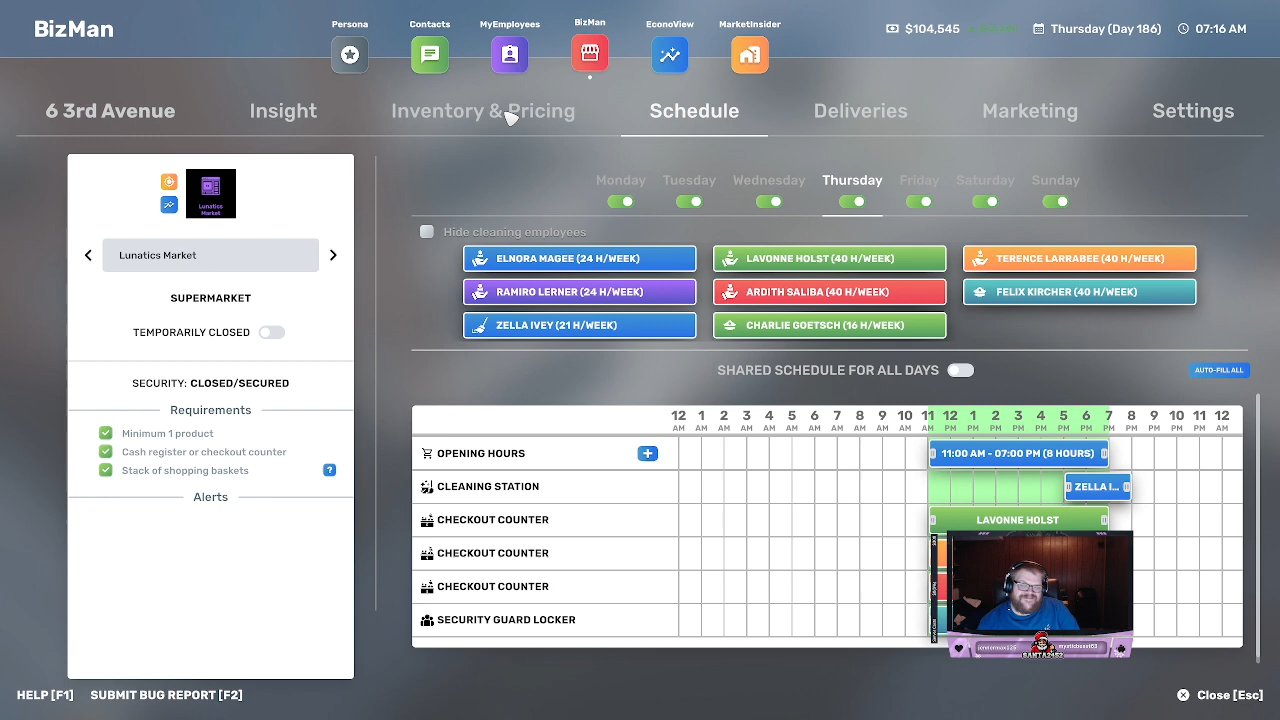 BizMan
Persona
Contacts
MyEmployees
BizMan
EconoView
MarketInsider
$104,545
Thursday (Day 186)
07:16 AM
6 3rd Avenue
Insight
Inventory & Pricing
Schedule
Deliveries
Marketing
Settings
Lunatics
Market
Lunatics Market
SUPERMARKET
TEMPORARILY CLOSED
SECURITY: CLOSED/SECURED
Requirements
Minimum 1 product
Cash register or checkout counter
Stack of shopping baskets
?
Alerts
Monday Tuesday Wednesday Thursday Friday Saturday Sunday
Hide cleaning employees
ELNORA MAGEE (24 H/WEEK)
LAVONNE HOLST (40 H/WEEK)
TERENCE LARRABEE (40 H/WEEK)
RAMIRO LERNER (24 H/WEEK)
ARDITH SALIBA (40 H/WEEK)
FELIX KIRCHER (40 H/WEEK)
ZELLA IVEY (21 H/WEEK)
CHARLIE GOETSCH (16 H/WEEK)
SHARED SCHEDULE FOR ALL DAYS
AUTO-FILL ALL
12 1 2 3 4 5 6 7 8 9 10 11 12 1 2 3 4 5 6 7 8 9 10 11 12
AM AM AM AM AM AM AM AM AM AM AM AM PM PM PM PM PM PM PM PM PM PM PM PM AM
OPENING HOURS
11:00 AM - 07:00 PM (8 HOURS)
CLEANING STATION
ZELLA I...
CHECKOUT COUNTER
LAVONNE HOLST
CHECKOUT COUNTER
CHECKOUT COUNTER
SECURITY GUARD LOCKER
SANTA2452
HELP [F1]
SUBMIT BUG REPORT [F2]
Close [Esc]